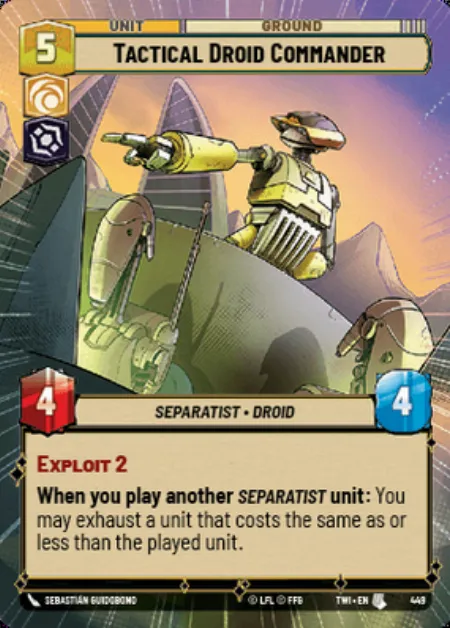 UNIT GROUND
5 TACTICAL DROID COMMANDER
4 SEPARATIST • DROID 4
EXPLOIT 2
When you play another SEPARATIST unit: You
may exhaust a unit that costs the same as or
less than the played unit.
SEBASTIÁN GUIDOBONO © LFL © FFG TWI • EN 449